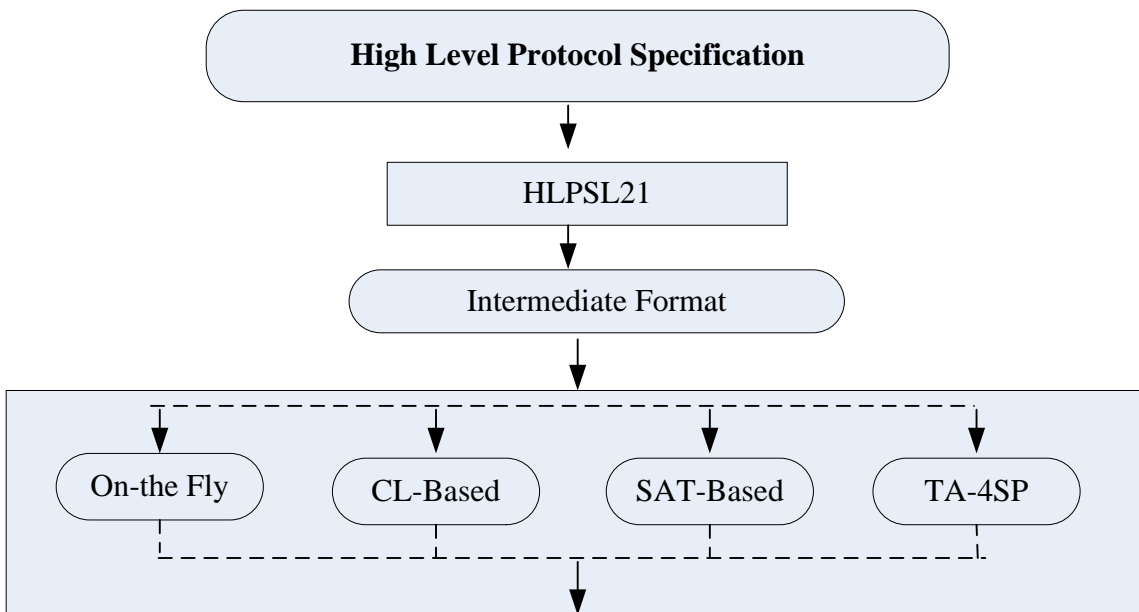 High Level Protocol Specification
HLPSL21
Intermediate Format
On-the Fly
CL-Based
SAT-Based
TA-4SP